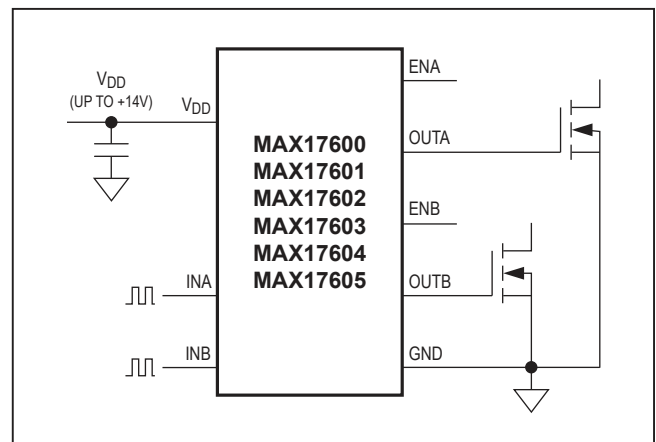 VDD
(UP TO +14V)
VDD
INA
INB
MAX17600
MAX17601
MAX17602
MAX17603
MAX17604
MAX17605
ENA
OUTA
ENB
OUTB
GND